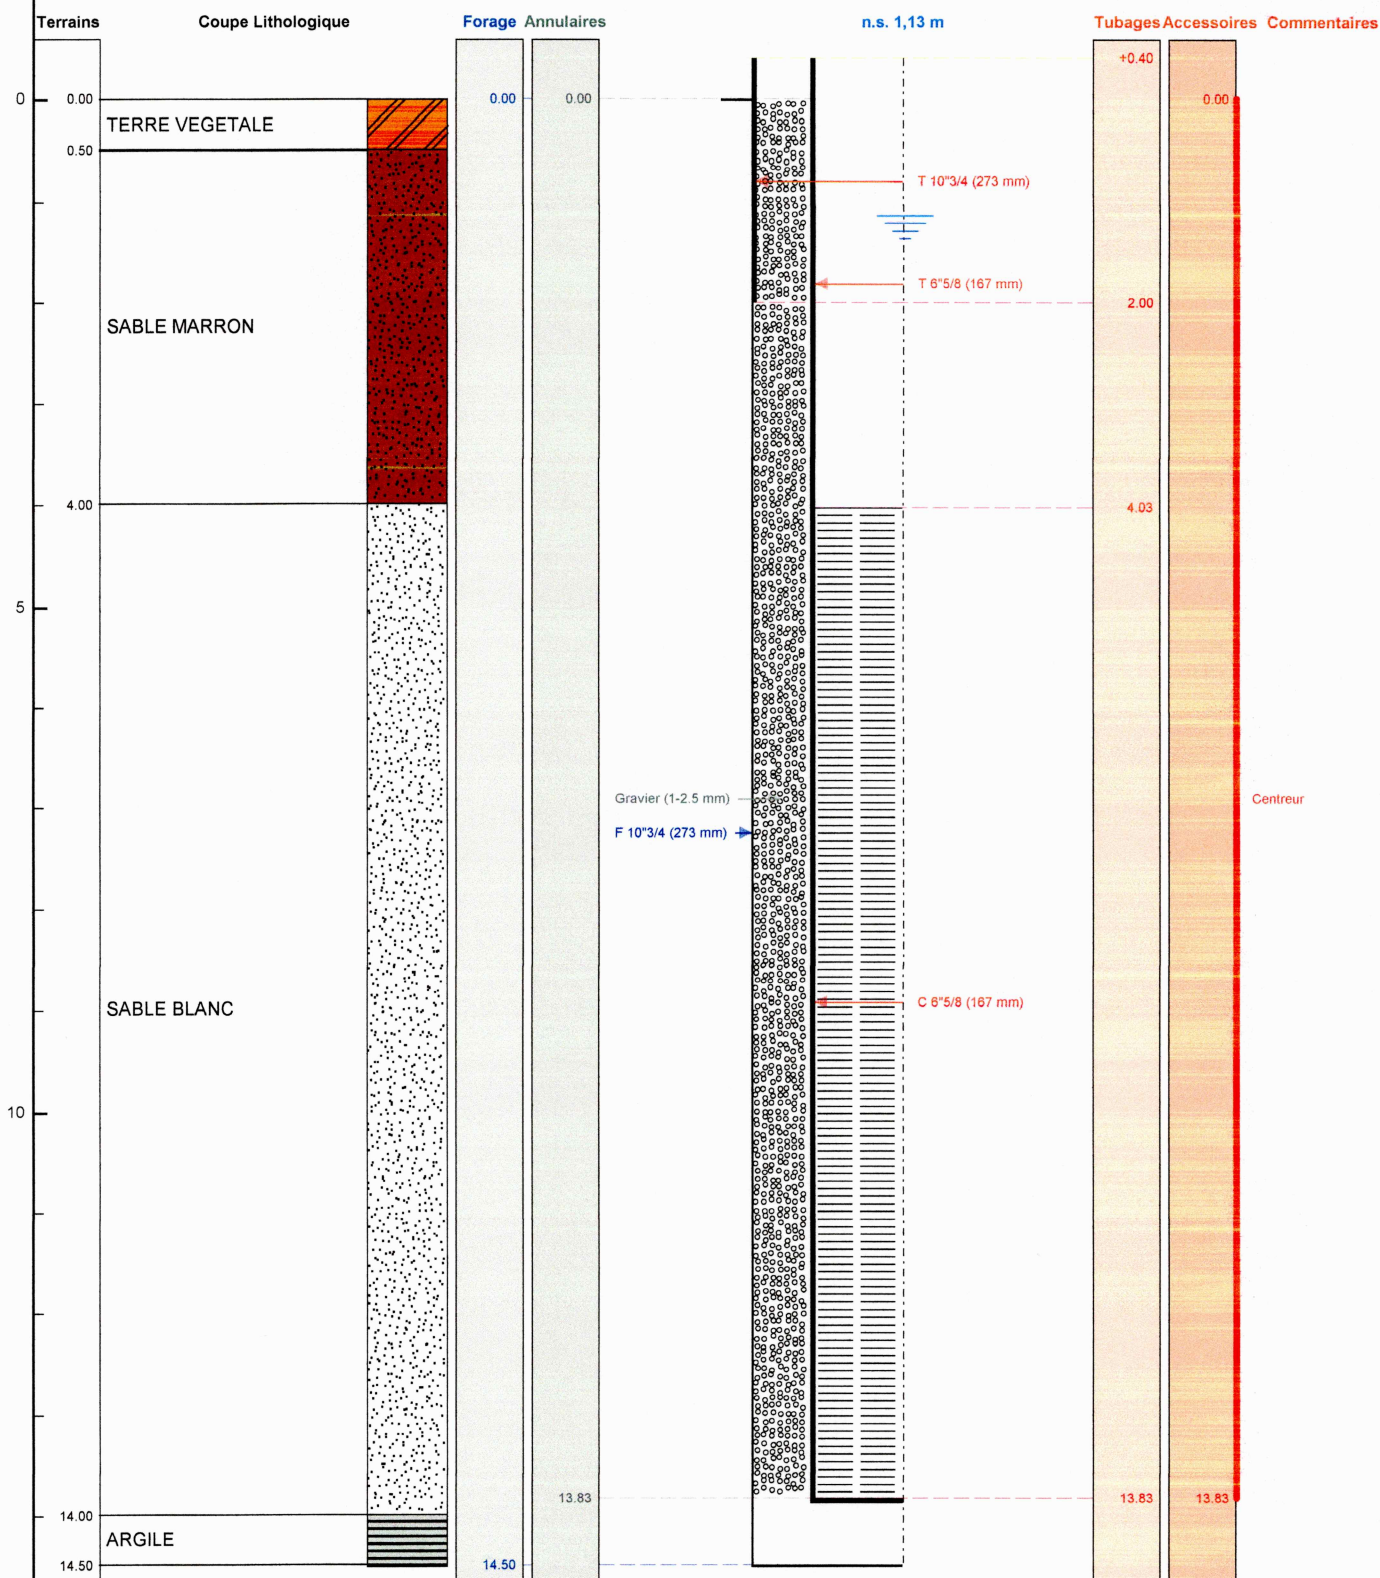 Terrains Coupe Lithologique Forage Annulaires n.s. 1,13 m Tubages Accessoires Commentaires
+0.40
0 0.00 0.00 0.00 0.00
TERRE VEGETALE
0.50
T 10"3/4 (273 mm)
T 6"5/8 (167 mm)
2.00
SABLE MARRON
4.00 4.03
5
Gravier (1-2.5 mm) Centreur
F 10"3/4 (273 mm)
C 6"5/8 (167 mm)
SABLE BLANC
10
13.83 13.83 13.83
14.00
ARGILE
14.50 14.50